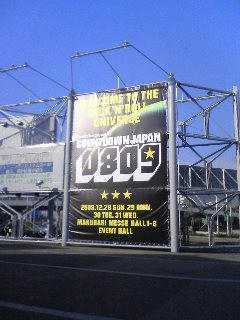 WELCOME TO THE
ROCK'N'ROLL
UNIVERSE
COUNTDOWN JAPAN
0809
2008.12.28 SUN. 29 MON.
30 TUE. 31 WED.
MAKUHARI MESSE HALL1-8
EVENT HALL